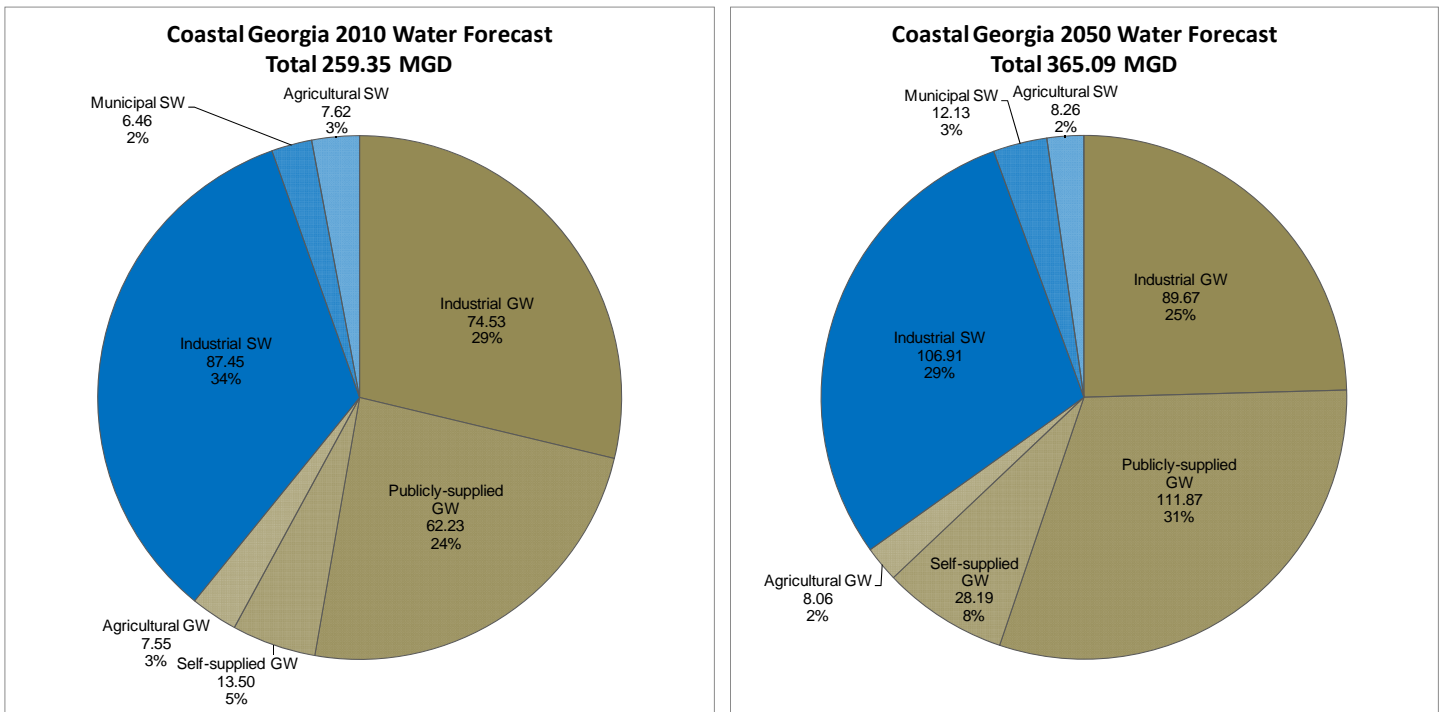 Coastal Georgia 2010 Water Forecast
Total 259.35 MGD
Municipal SW
6.46
2%
Agricultural SW
7.62
3%
Industrial GW
74.53
29%
Industrial SW
87.45
34%
Publicly-supplied
GW
62.23
24%
Agricultural GW
7.55
3%
Self-supplied GW
13.50
5%
Coastal Georgia 2050 Water Forecast
Total 365.09 MGD
Municipal SW
12.13
3%
Agricultural SW
8.26
2%
Industrial GW
89.67
25%
Industrial SW
106.91
29%
Publicly-supplied
GW
111.87
31%
Agricultural GW
8.06
2%
Self-supplied
GW
28.19
8%